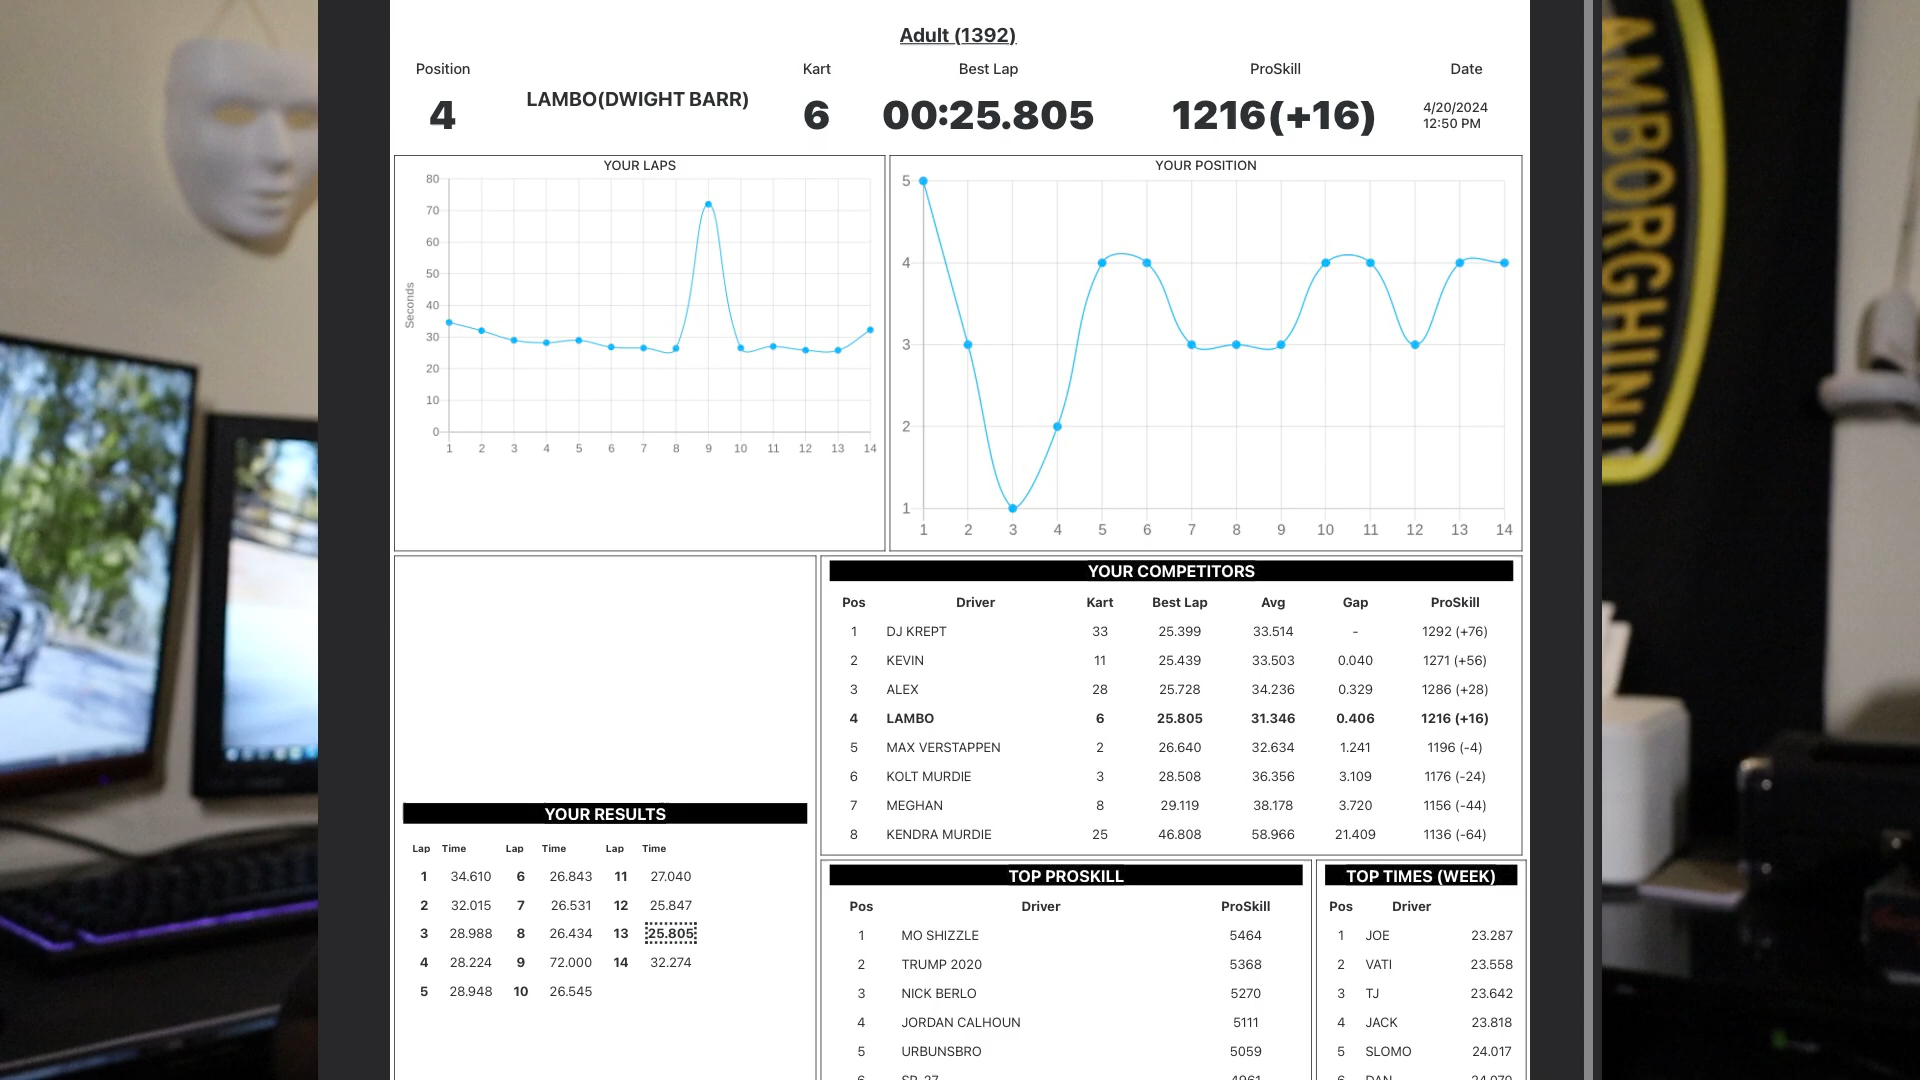 Adult (1392)
Position Kart Best Lap ProSkill Date
4 LAMBO(DWIGHT BARR) 6 00:25.805 1216(+16) 4/20/2024
12:50 PM
YOUR LAPS
80
70
60
50
40
30
20
10
0
Seconds
1 2 3 4 5 6 7 8 9 10 11 12 13 14
YOUR POSITION
5
4
3
2
1
1 2 3 4 5 6 7 8 9 10 11 12 13 14
YOUR COMPETITORS
Pos Driver Kart Best Lap Avg Gap ProSkill
1 DJ KREPT 33 25.399 33.514 - 1292 (+76)
2 KEVIN 11 25.439 33.503 0.040 1271 (+56)
3 ALEX 28 25.728 34.236 0.329 1286 (+28)
4 LAMBO 6 25.805 31.346 0.406 1216 (+16)
5 MAX VERSTAPPEN 2 26.640 32.634 1.241 1196 (-4)
6 KOLT MURDIE 3 28.508 36.356 3.109 1176 (-24)
7 MEGHAN 8 29.119 38.178 3.720 1156 (-44)
8 KENDRA MURDIE 25 46.808 58.966 21.409 1136 (-64)
YOUR RESULTS
Lap Time Lap Time Lap Time
1 34.610 6 26.843 11 27.040
2 32.015 7 26.531 12 25.847
3 28.988 8 26.434 13 25.805
4 28.224 9 72.000 14 32.274
5 28.948 10 26.545
TOP PROSKILL
Pos Driver ProSkill
1 MO SHIZZLE 5464
2 TRUMP 2020 5368
3 NICK BERLO 5270
4 JORDAN CALHOUN 5111
5 URBUNSBRO 5059
TOP TIMES (WEEK)
Pos Driver
1 JOE 23.287
2 VATI 23.558
3 TJ 23.642
4 JACK 23.818
5 SLOMO 24.017
AMBORGHINI